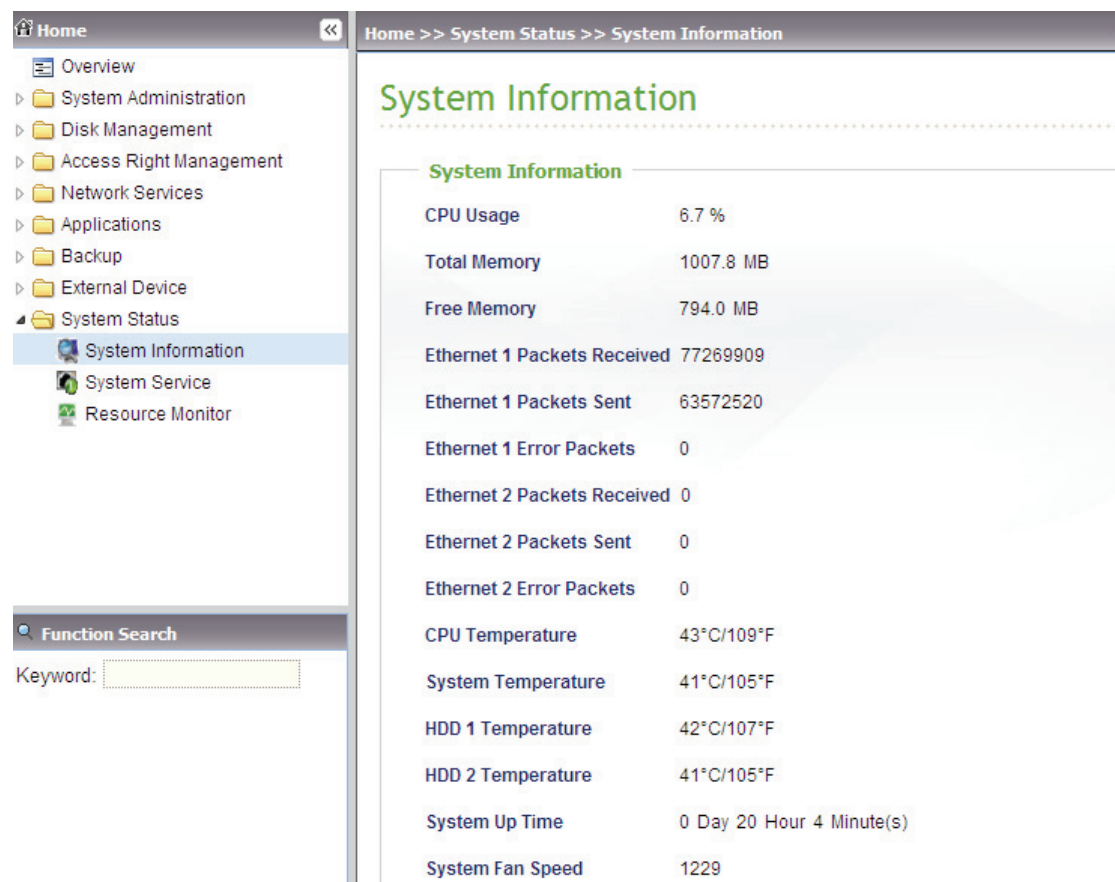 Home
Overview
System Administration
Disk Management
Access Right Management
Network Services
Applications
Backup
External Device
System Status
System Information
System Service
Resource Monitor
Function Search
Keyword:
Home >> System Status >> System Information
System Information
System Information
CPU Usage 6.7 %
Total Memory 1007.8 MB
Free Memory 794.0 MB
Ethernet 1 Packets Received 77269909
Ethernet 1 Packets Sent 63572520
Ethernet 1 Error Packets 0
Ethernet 2 Packets Received 0
Ethernet 2 Packets Sent 0
Ethernet 2 Error Packets 0
CPU Temperature 43°C/109°F
System Temperature 41°C/105°F
HDD 1 Temperature 42°C/107°F
HDD 2 Temperature 41°C/105°F
System Up Time 0 Day 20 Hour 4 Minute(s)
System Fan Speed 1229